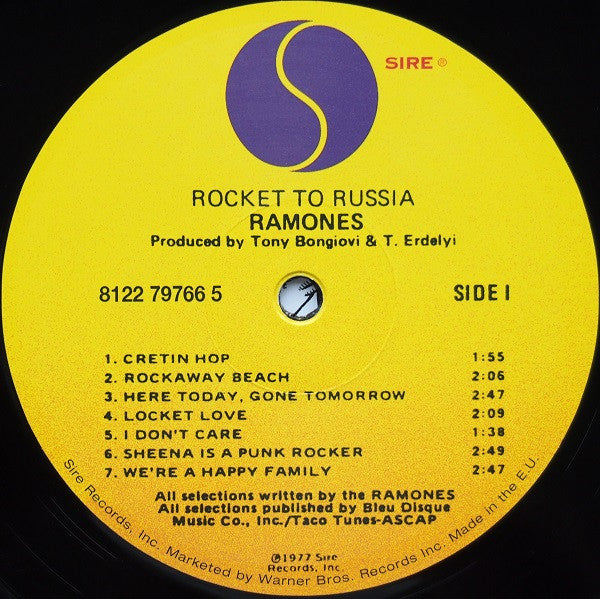 SIRE ®
ROCKET TO RUSSIA
RAMONES
Produced by Tony Bongiovi & T. Erdelyi
8122 79766 5 SIDE I
1. CRETIN HOP 1:55
2. ROCKAWAY BEACH 2:06
3. HERE TODAY, GONE TOMORROW 2:47
4. LOCKET LOVE 2:09
5. I DON'T CARE 1:38
6. SHEENA IS A PUNK ROCKER 2:49
7. WE'RE A HAPPY FAMILY 2:47
All selections written by the RAMONES
All selections published by Bleu Disque
Music Co., Inc./Taco Tunes-ASCAP
℗1977 Sire
Records, Inc.
Sire Records, Inc. Marketed by Warner Bros. Records Inc. Made in the E.U.